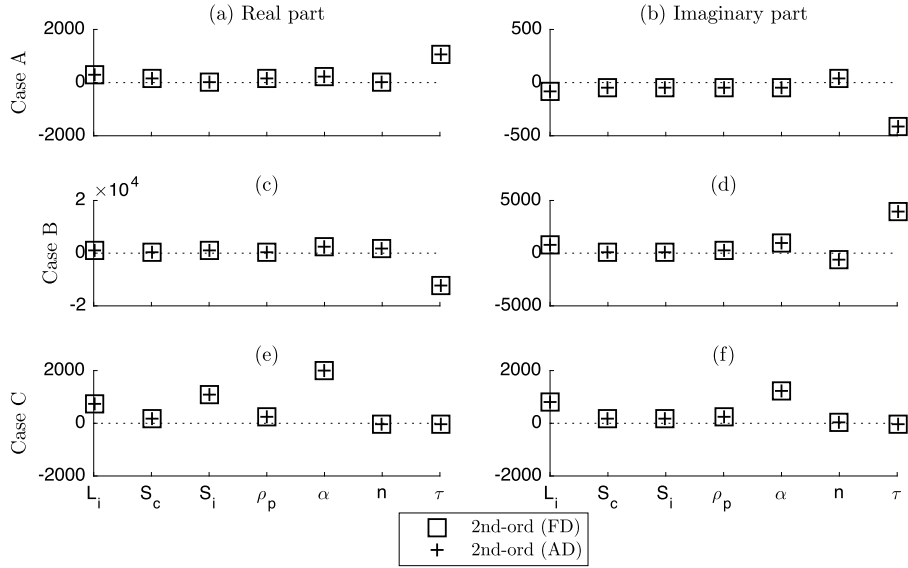 (a) Real part
(b) Imaginary part
Case A
2000
0
-2000
500
0
-500
(c)
(d)
Case B
×10^4
2
0
-2
5000
0
-5000
(e)
(f)
Case C
2000
0
-2000
2000
0
-2000
L_i S_c S_i ρ_p α n τ
L_i S_c S_i ρ_p α n τ
2nd-ord (FD)
2nd-ord (AD)